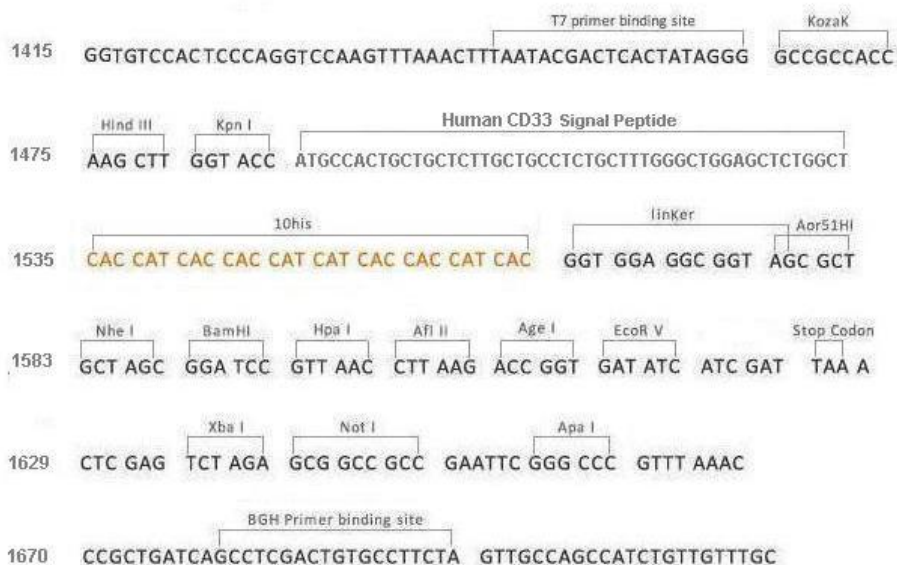 T7 primer binding site KozaK
1415 GGTGTCCACTCCCAGGTCCAAGTTTAAACTTTAATACGACTCACTATAGGG GCCGCCACC
Hind III Kpn I Human CD33 Signal Peptide
1475 AAG CTT GGT ACC ATGCCACTGCTGCTCTTGCTGCCTCTGCTTTGGGCTGGAGCTCTGGCT
10his linKer Aor51HI
1535 CAC CAT CAC CAC CAT CAT CAC CAC CAT CAC GGT GGA GGC GGT AGC GCT
Nhe I BamHI Hpa I Afl II Age I EcoR V Stop Codon
1583 GCT AGC GGA TCC GTT AAC CTT AAG ACC GGT GAT ATC ATC GAT TAA A
Xba I Not I Apa I
1629 CTC GAG TCT AGA GCG GCC GCC GAATTC GGG CCC GTTT AAAC
BGH Primer binding site
1670 CCGCTGATCAGCCTCGACTGTGCCTTCTA GTTGCCAGCCATCTGTTGTTTGC